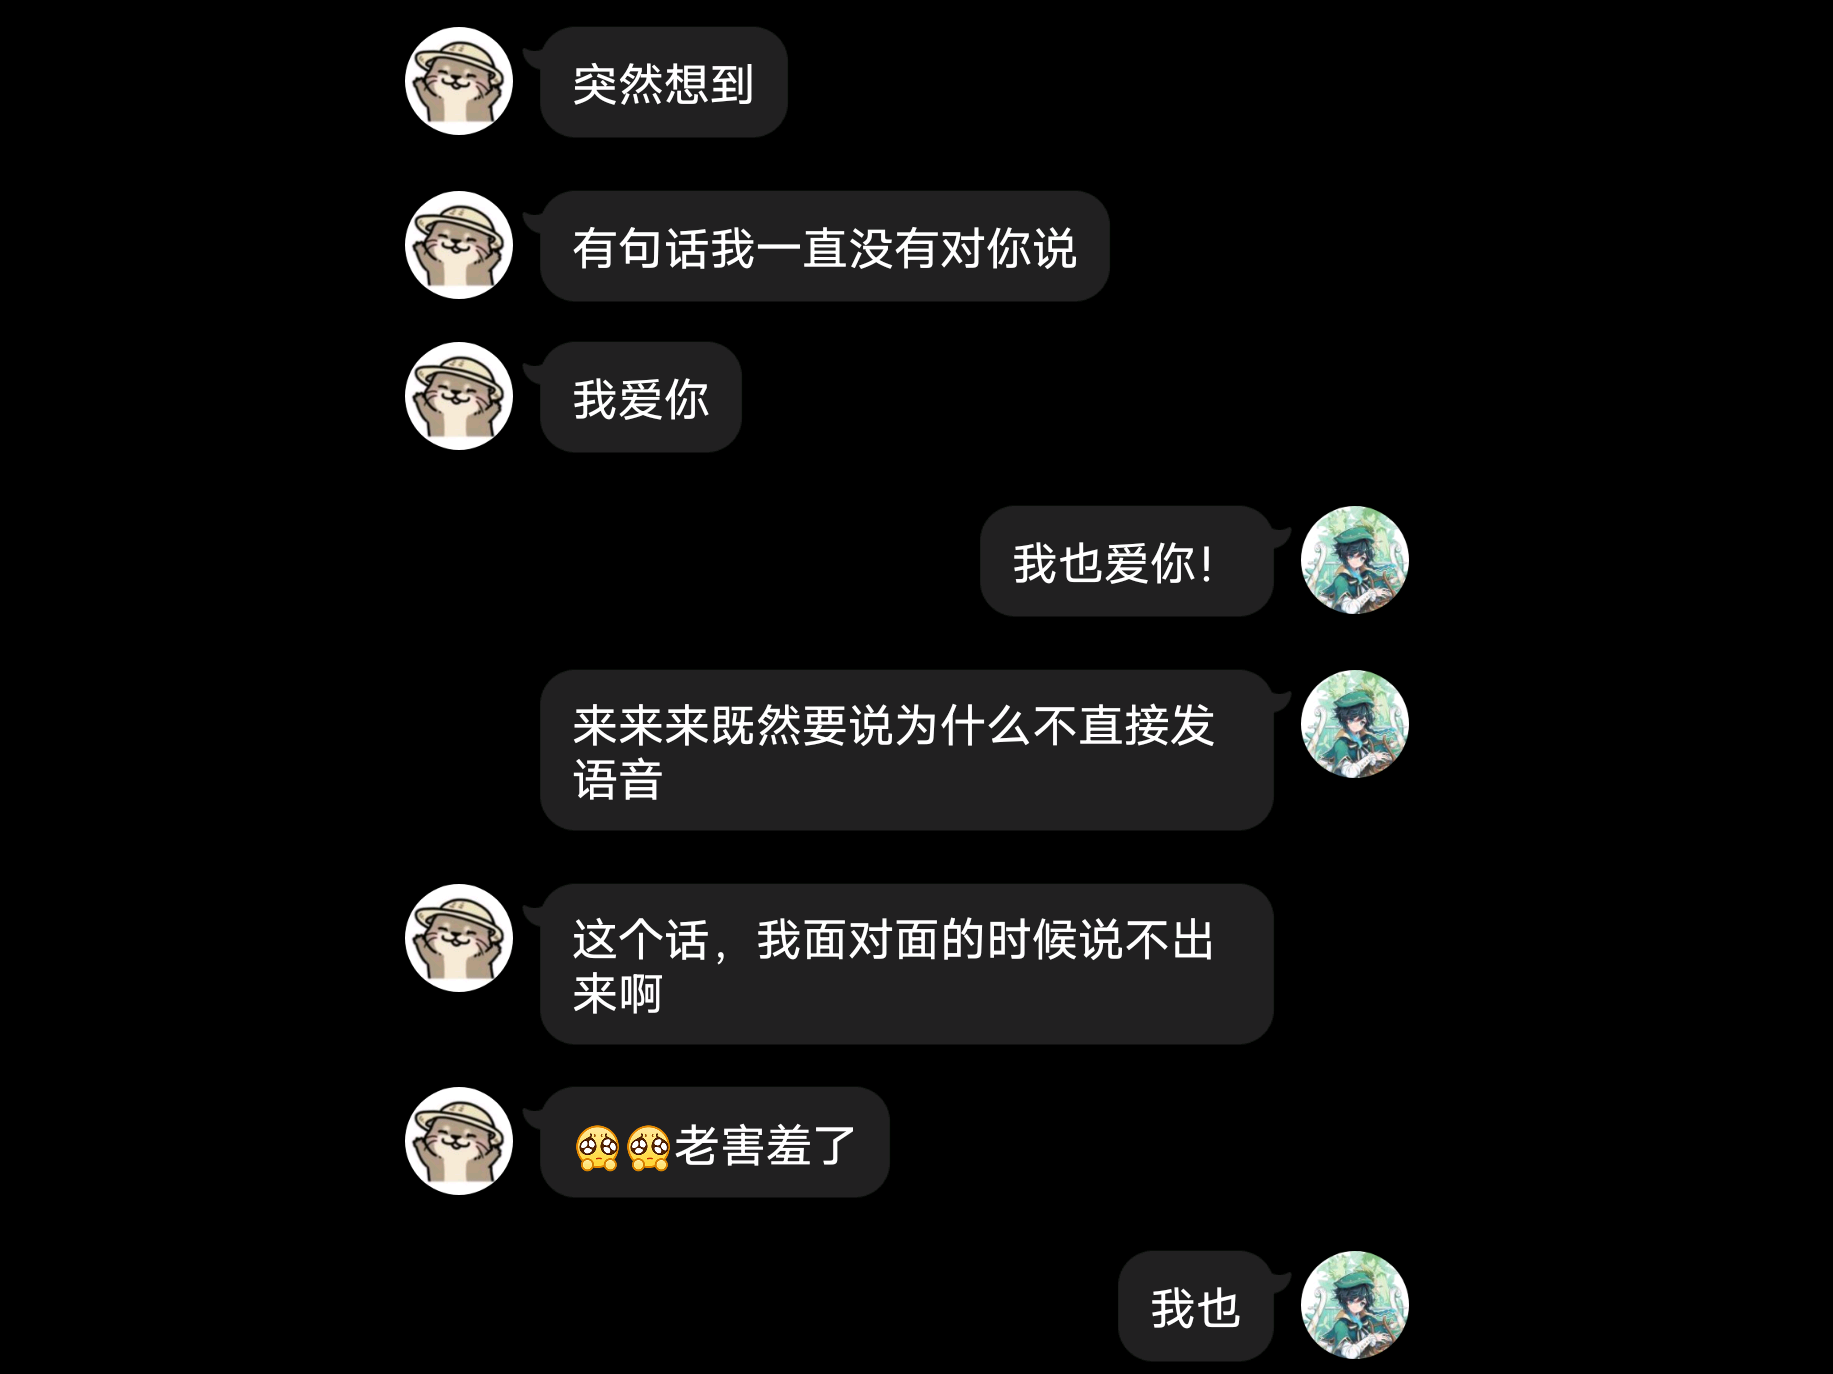 突然想到
有句话我一直没有对你说
我爱你
我也爱你！
来来来既然要说为什么不直接发
语音
这个话，我面对面的时候说不出
来啊
🥺🥺老害羞了
我也